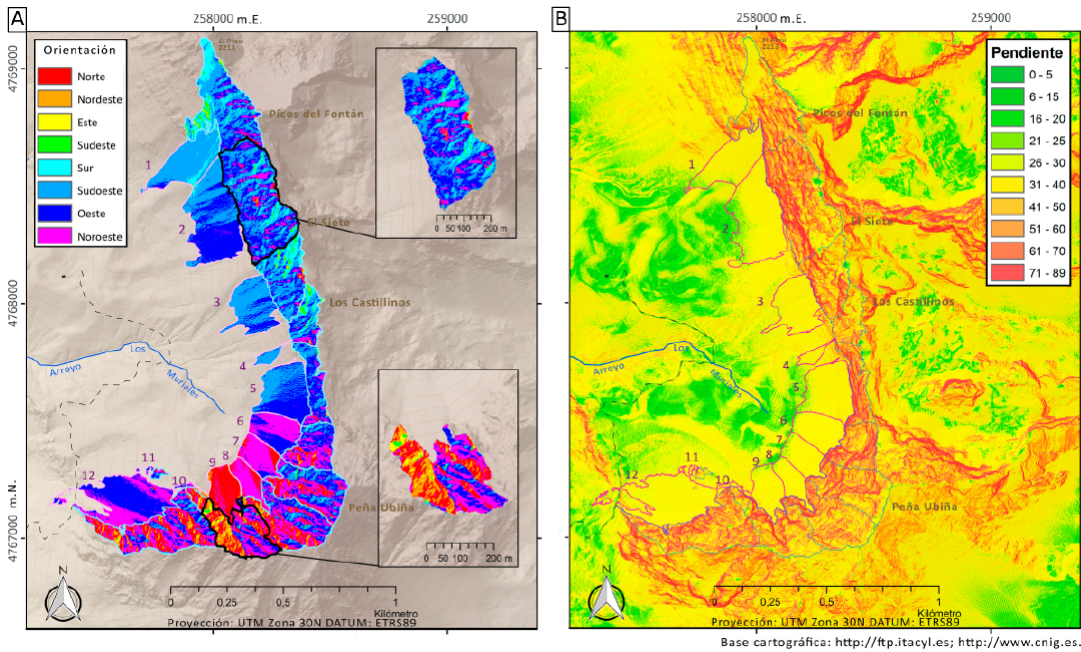 A
258000 m.E.
259000
4769000
4768000
4767000 m.N.
Orientación
Norte
Nordeste
Este
Sudeste
Sur
Sudoeste
Oeste
Noroeste
2213
Picos del Fontán
El Siete
Los Castillinos
Peña Ubiña
Arroyo Los Muriales
1
2
3
4
5
6
7
8
9
10
11
12
0 50 100 200 m
0 50 100 200 m
N
0 0,25 0,5 1
Kilómetro
Proyección: UTM Zona 30N DATUM: ETRS89
B
258000 m.E.
259000
Pendiente
0 - 5
6 - 15
16 - 20
21 - 25
26 - 30
31 - 40
41 - 50
51 - 60
61 - 70
71 - 89
2213
Picos del Fontán
El Siete
Los Castillinos
Peña Ubiña
Arroyo Los Muriales
1
2
3
4
5
6
7
8
9
10
11
12
N
0 0,25 0,5 1
Kilómetro
Proyección: UTM Zona 30N DATUM: ETRS89
Base cartográfica: http://ftp.itacyl.es; http://www.cnig.es.